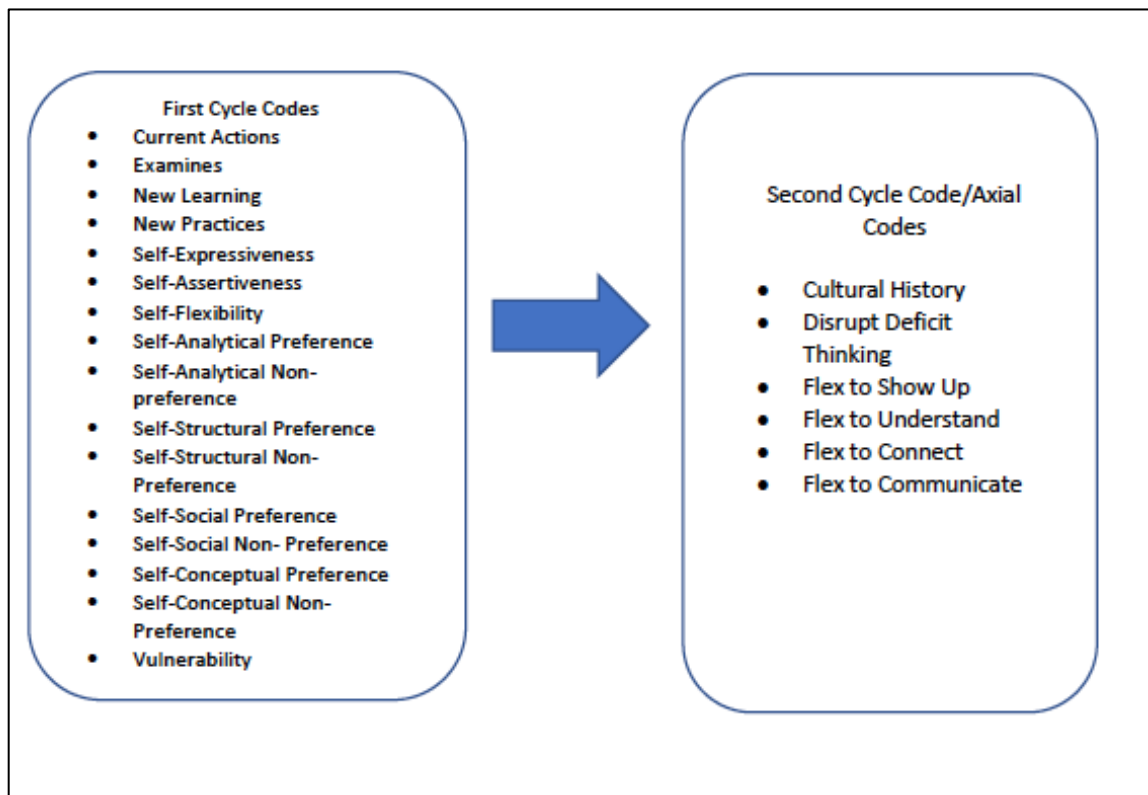 First Cycle Codes
• Current Actions
• Examines
• New Learning
• New Practices
• Self-Expressiveness
• Self-Assertiveness
• Self-Flexibility
• Self-Analytical Preference
• Self-Analytical Non-
preference
• Self-Structural Preference
• Self-Structural Non-
Preference
• Self-Social Preference
• Self-Social Non- Preference
• Self-Conceptual Preference
• Self-Conceptual Non-
Preference
• Vulnerability
Second Cycle Code/Axial
Codes
• Cultural History
• Disrupt Deficit
Thinking
• Flex to Show Up
• Flex to Understand
• Flex to Connect
• Flex to Communicate